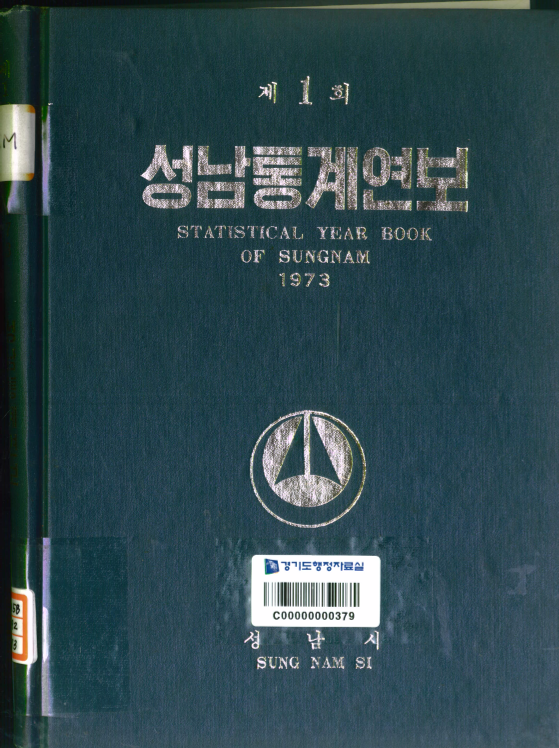 제 1 회
성남통계연보
STATISTICAL YEAR BOOK
OF SUNGNAM
1973
경기도행정자료실
C00000000379
성 남 시
SUNG NAM SI
M